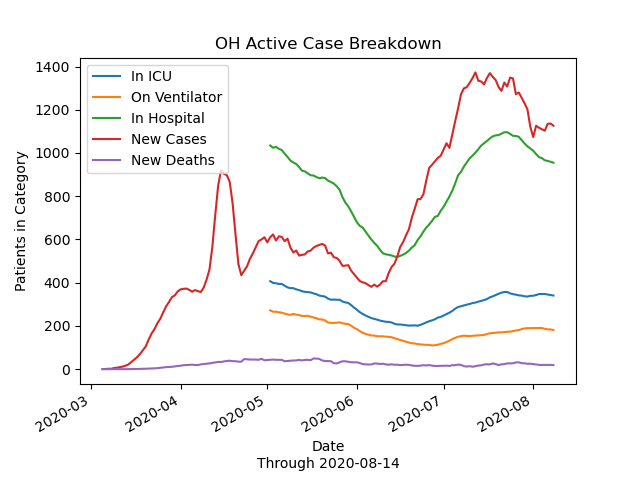 OH Active Case Breakdown
1400
1200
1000
800
600
400
200
0
Patients in Category
In ICU
On Ventilator
In Hospital
New Cases
New Deaths
2020-03
2020-04
2020-05
2020-06
2020-07
2020-08
Date
Through 2020-08-14